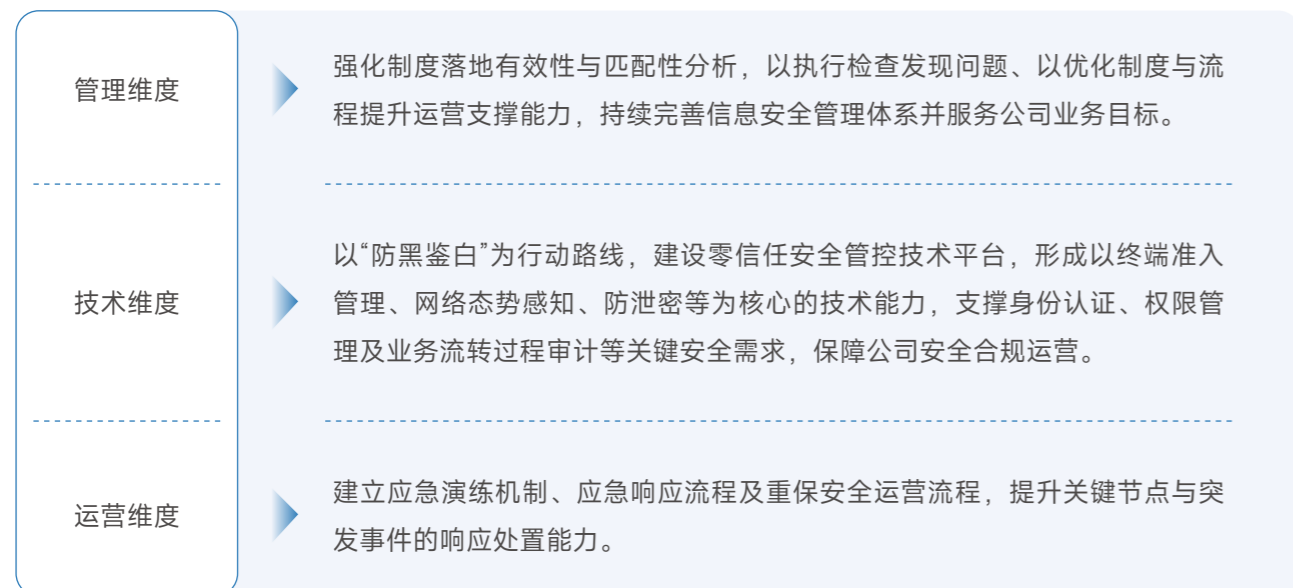 管理维度
强化制度落地有效性与匹配性分析，以执行检查发现问题、以优化制度与流
程提升运营支撑能力，持续完善信息安全管理体系并服务公司业务目标。
技术维度
以“防黑鉴白”为行动路线，建设零信任安全管控技术平台，形成以终端准入
管理、网络态势感知、防泄密等为核心的技术能力，支撑身份认证、权限管
理及业务流转过程审计等关键安全需求，保障公司安全合规运营。
运营维度
建立应急演练机制、应急响应流程及重保安全运营流程，提升关键节点与突
发事件的响应处置能力。